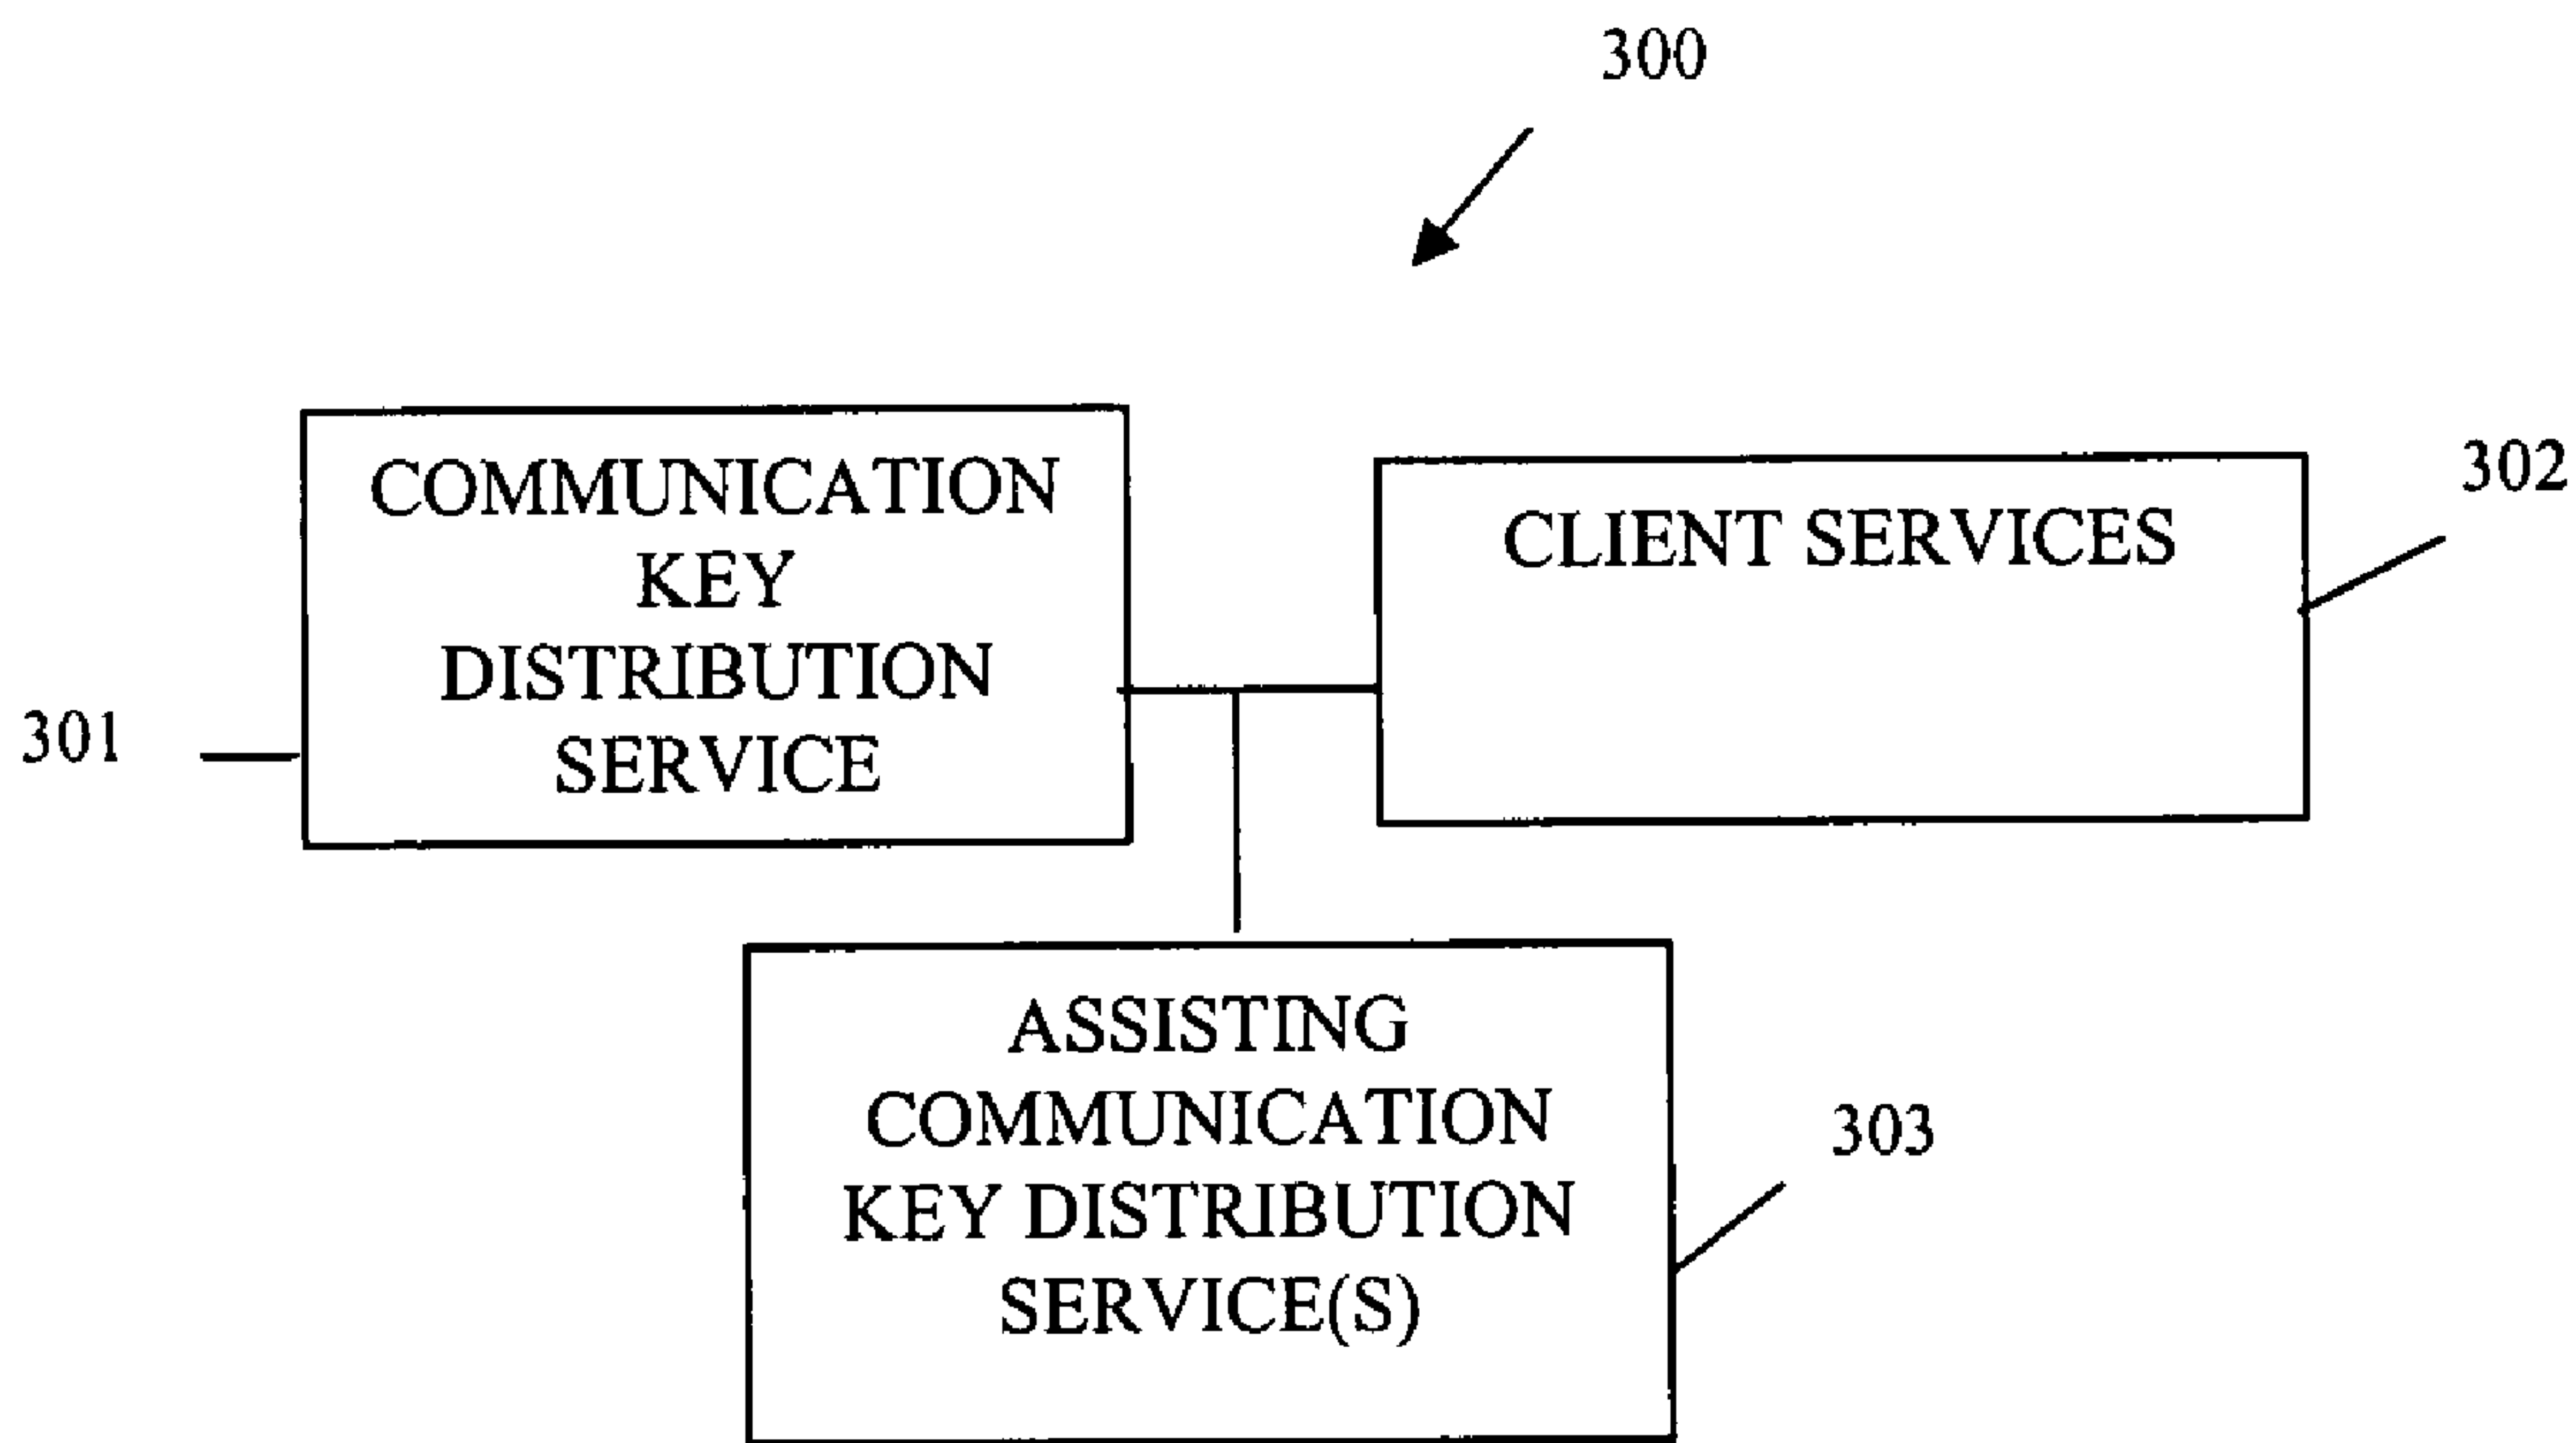 300
COMMUNICATION
KEY
DISTRIBUTION
SERVICE
301
CLIENT SERVICES
302
ASSISTING
COMMUNICATION
KEY DISTRIBUTION
SERVICE(S)
303